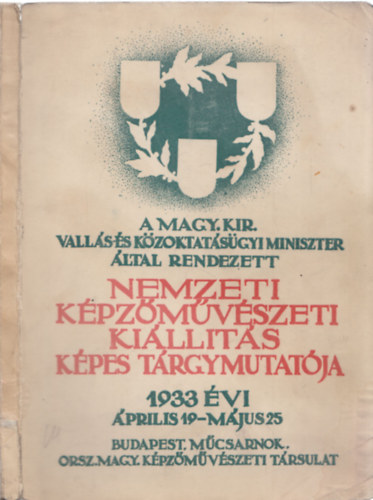 A MAGY. KIR.
VALLÁS-ÉS KÖZOKTATÁSÜGYI MINISZTER
ÁLTAL RENDEZETT
NEMZETI
KÉPZŐMŰVÉSZETI
KIÁLLITÁS
KÉPES TÁRGYMUTATÓJA
1933 ÉVI
ÁPRILIS 19-MÁJUS 25
BUDAPEST. MŰCSARNOK.
ORSZ. MAGY. KÉPZŐMŰVÉSZETI TÁRSULAT